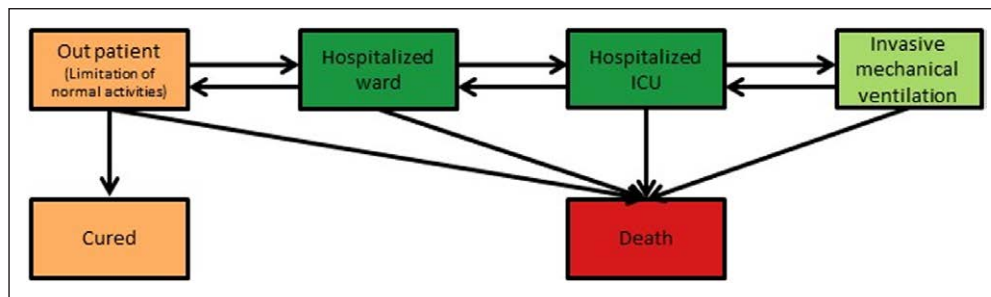 Out patient
(Limitation of
normal activities)
Hospitalized
ward
Hospitalized
ICU
Invasive
mechanical
ventilation
Cured
Death